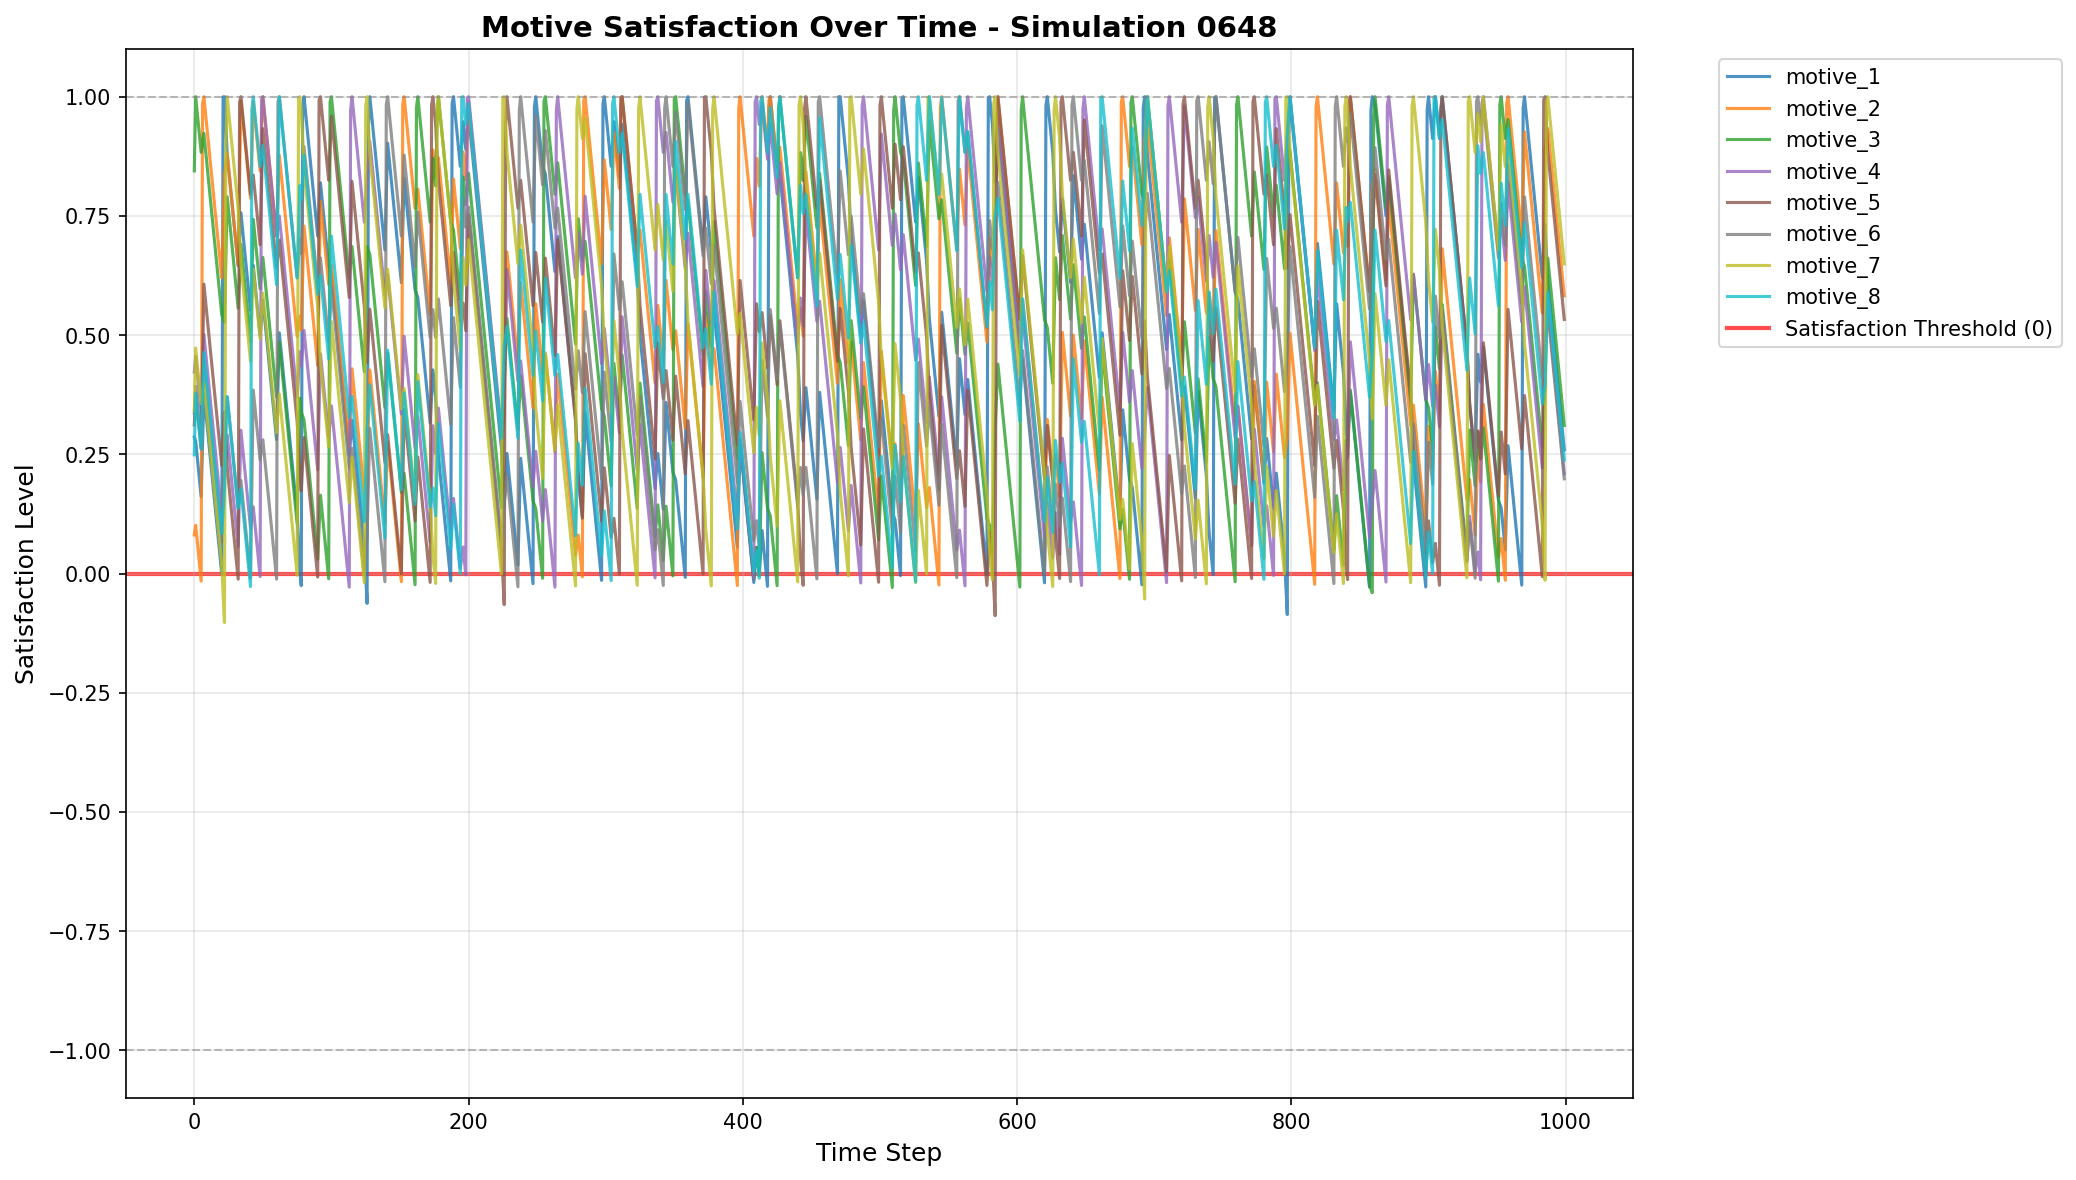 Motive Satisfaction Over Time - Simulation 0648
Satisfaction Level
1.00
0.75
0.50
0.25
0.00
−0.25
−0.50
−0.75
−1.00
0
200
400
600
800
1000
Time Step
motive_1
motive_2
motive_3
motive_4
motive_5
motive_6
motive_7
motive_8
Satisfaction Threshold (0)